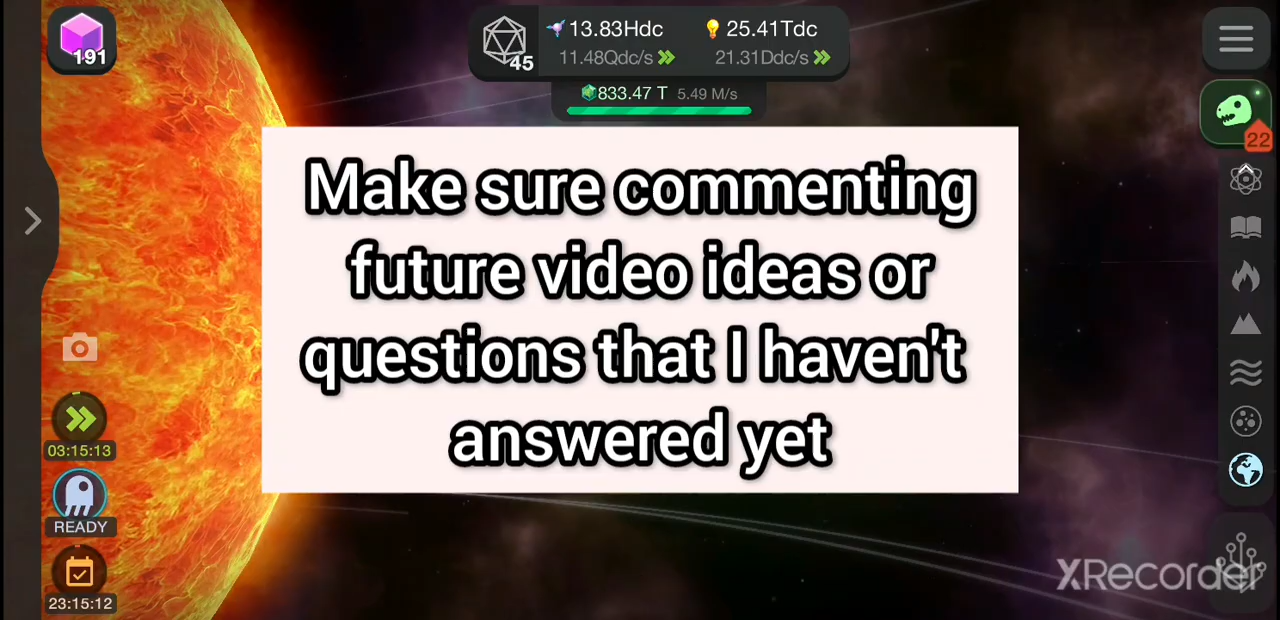 191
45
13.83Hdc
25.41Tdc
11.48Qdc/s
21.31Ddc/s
833.47 T 5.49 M/s
22
Make sure commenting
future video ideas or
questions that I haven't
answered yet
03:15:13
READY
23:15:12
XRecorder